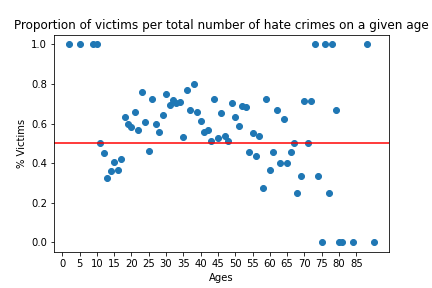 Proportion of victims per total number of hate crimes on a given age
1.0
0.8
0.6
0.4
0.2
0.0
% Victims
0 5 10 15 20 25 30 35 40 45 50 55 60 65 70 75 80 85
Ages